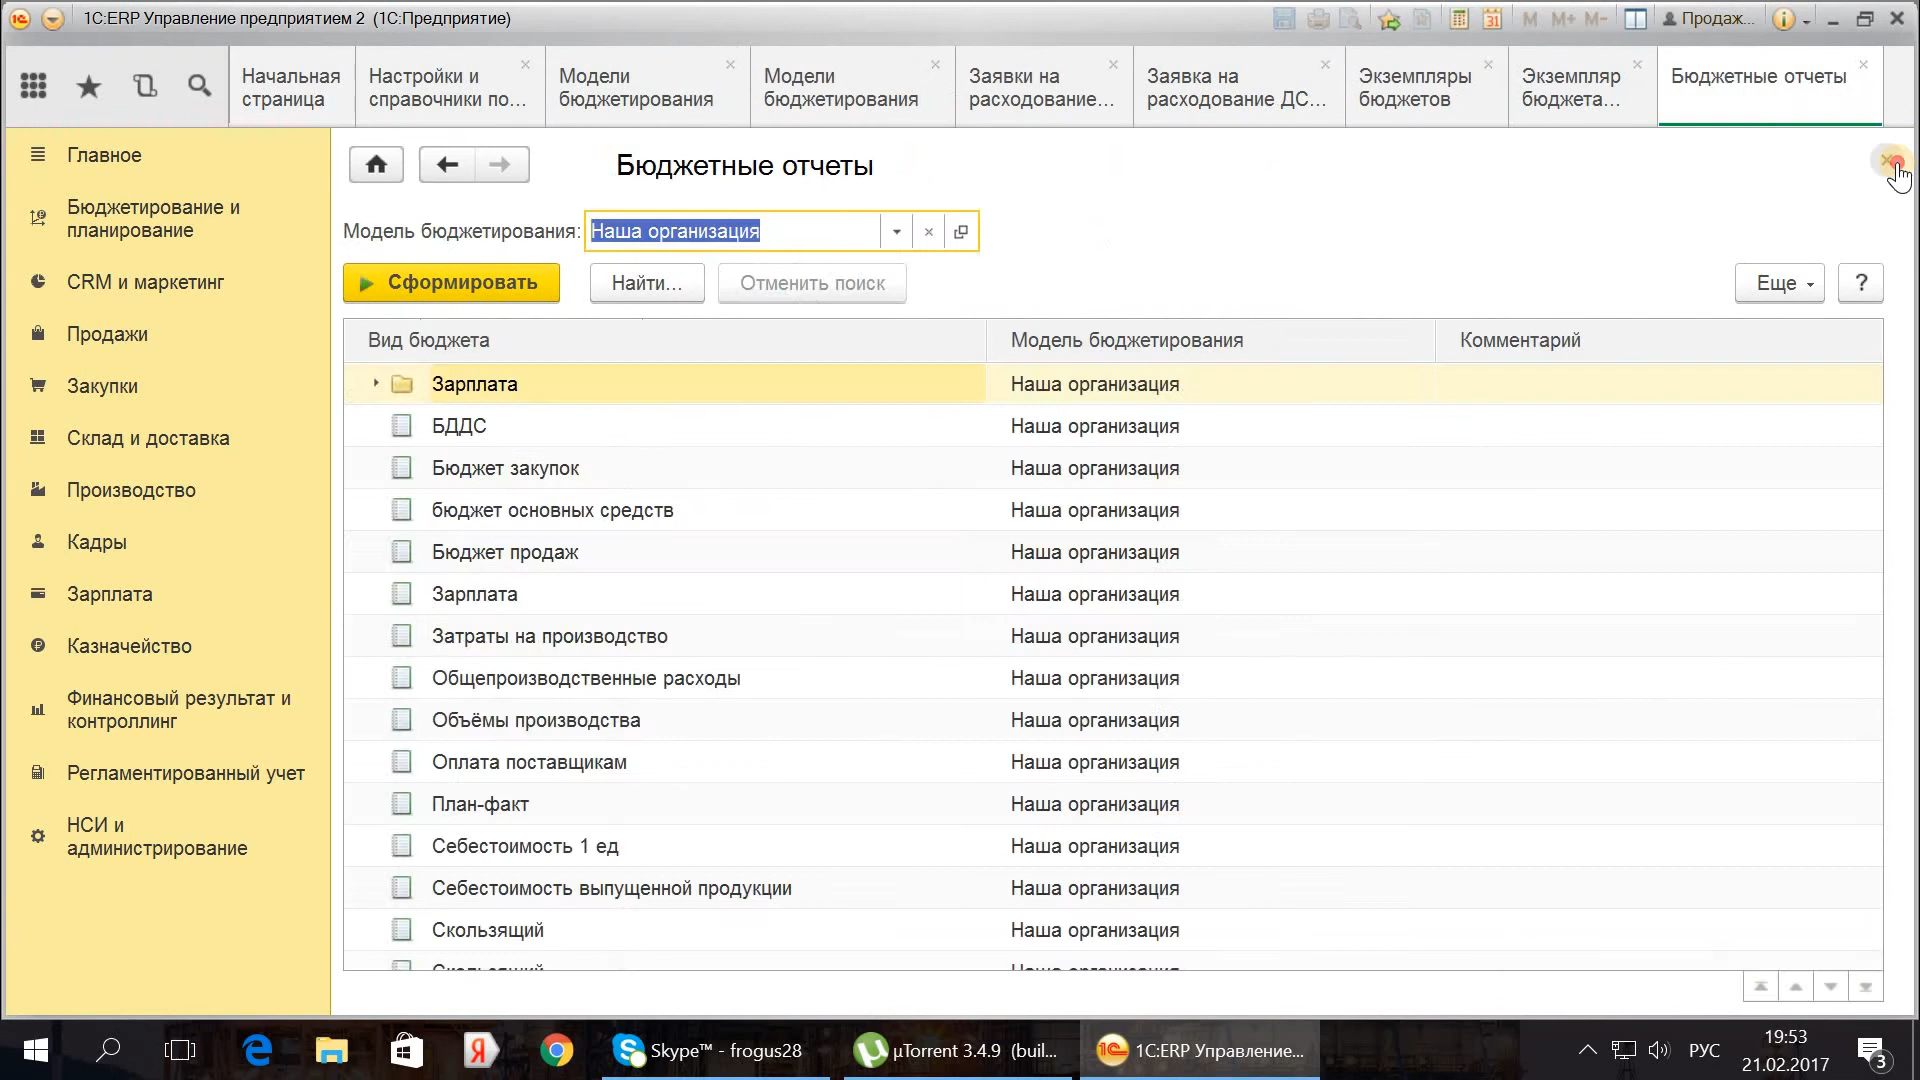 1С:ERP Управление предприятием 2 (1С:Предприятие)
M M+ M-
Продаж...
Начальная страница
Настройки и справочники по...
Модели бюджетирования
Модели бюджетирования
Заявки на расходование...
Заявка на расходование ДС...
Экземпляры бюджетов
Экземпляр бюджета...
Бюджетные отчеты
Главное
Бюджетирование и
планирование
CRM и маркетинг
Продажи
Закупки
Склад и доставка
Производство
Кадры
Зарплата
Казначейство
Финансовый результат и
контроллинг
Регламентированный учет
НСИ и
администрирование
Бюджетные отчеты
Модель бюджетирования: Наша организация
Сформировать Найти... Отменить поиск Еще ?
Вид бюджета Модель бюджетирования Комментарий
Зарплата Наша организация
БДДС Наша организация
Бюджет закупок Наша организация
бюджет основных средств Наша организация
Бюджет продаж Наша организация
Зарплата Наша организация
Затраты на производство Наша организация
Общепроизводственные расходы Наша организация
Объёмы производства Наша организация
Оплата поставщикам Наша организация
План-факт Наша организация
Себестоимость 1 ед Наша организация
Себестоимость выпущенной продукции Наша организация
Скользящий Наша организация
Скользящий Наша организация
Skype™ - frogus28
µTorrent 3.4.9 (buil...
1С:ERP Управление...
РУС
19:53
21.02.2017
3